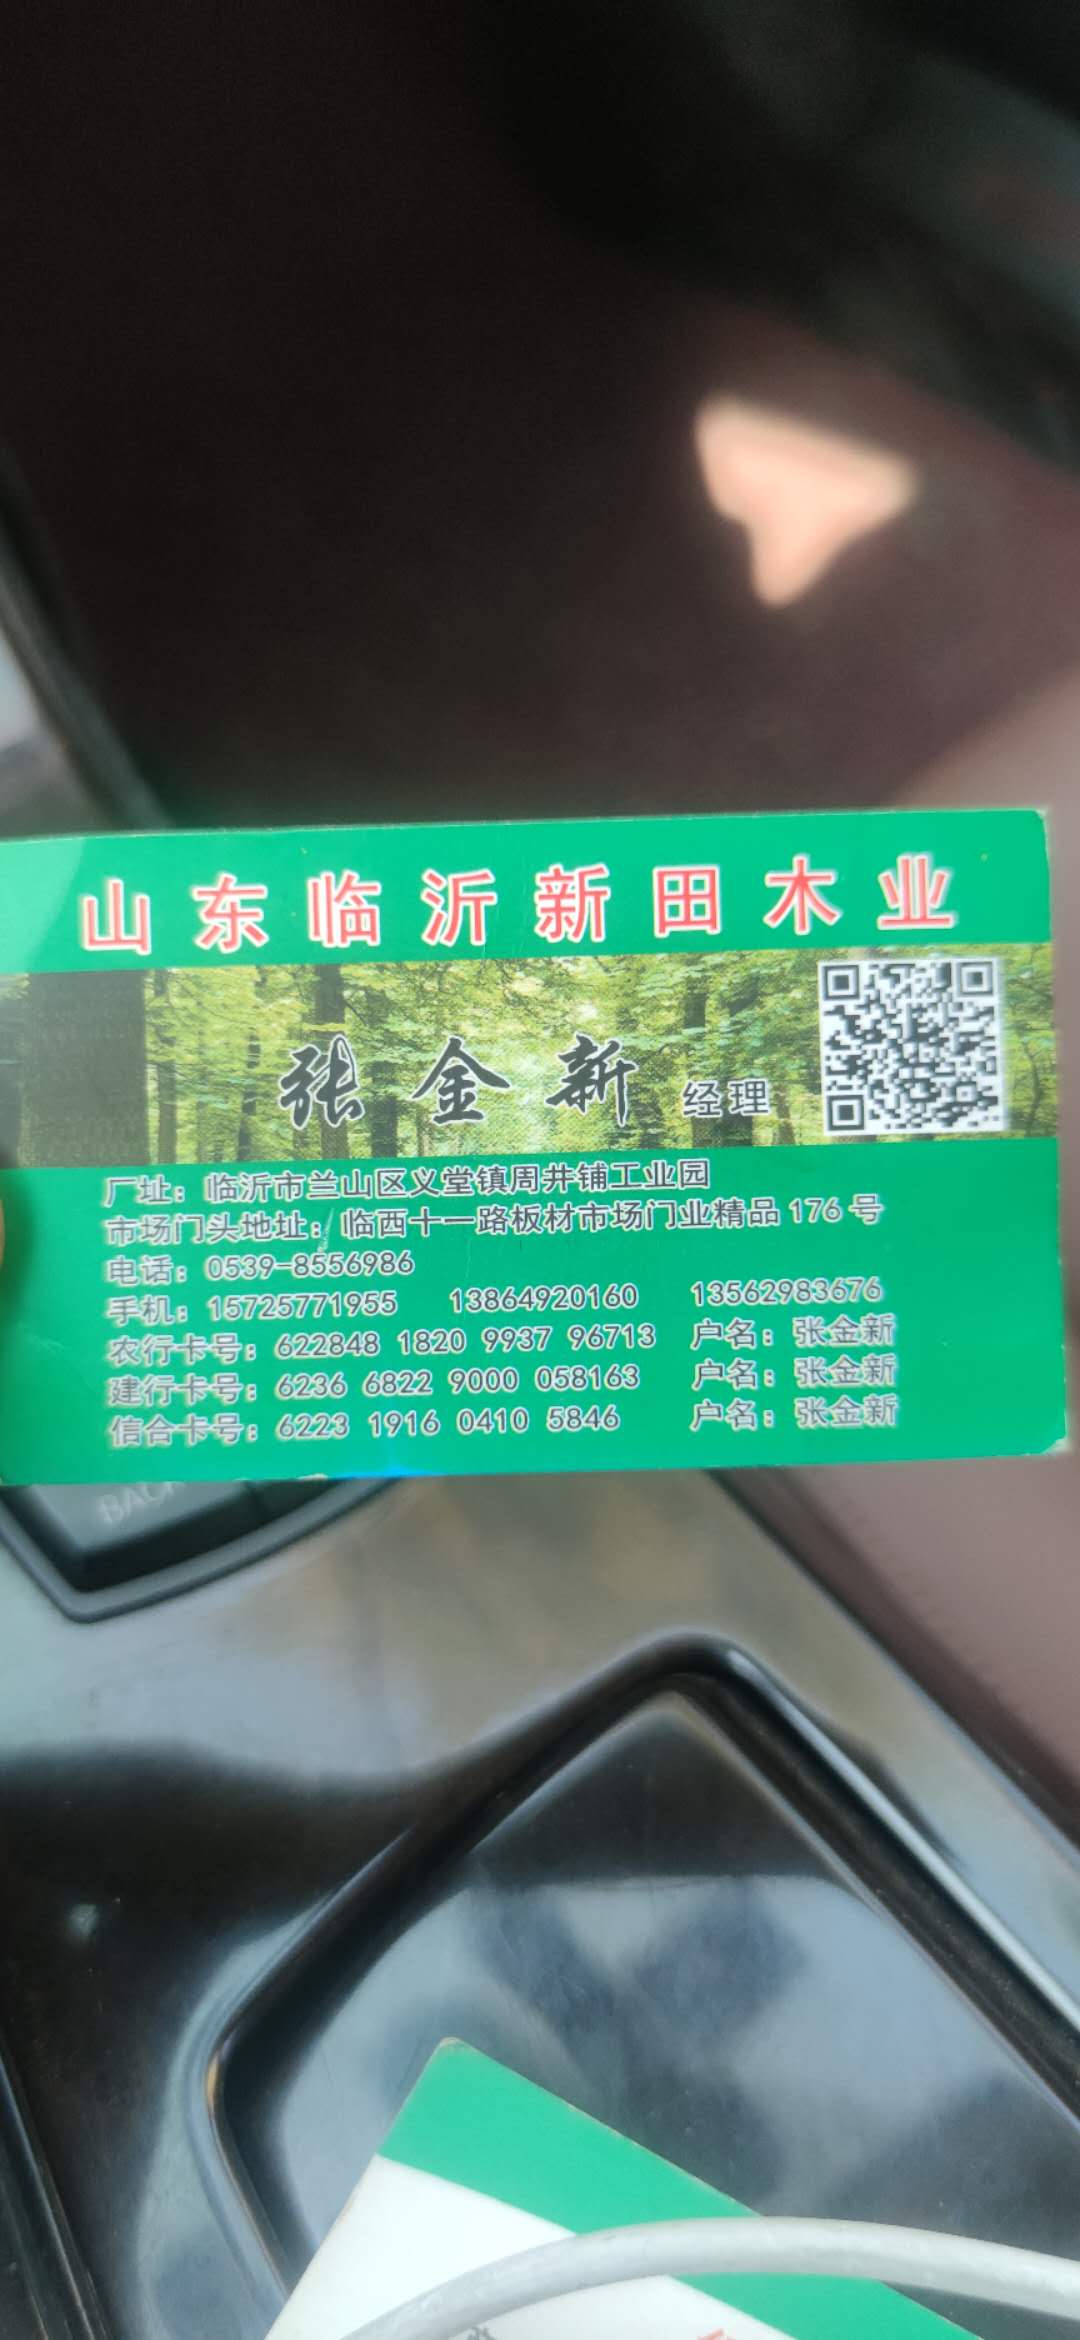 山东临沂新田木业
张金新 经理
厂址：临沂市兰山区义堂镇周井铺工业园
市场门头地址：临西十一路板材市场门业精品176号
电话：0539-8556986
手机：15725771955 13864920160 13562983676
农行卡号：622848 1820 9937 96713 户名：张金新
建行卡号：6236 6822 9000 058163 户名：张金新
信合卡号：6223 1916 0410 5846 户名：张金新
BACK